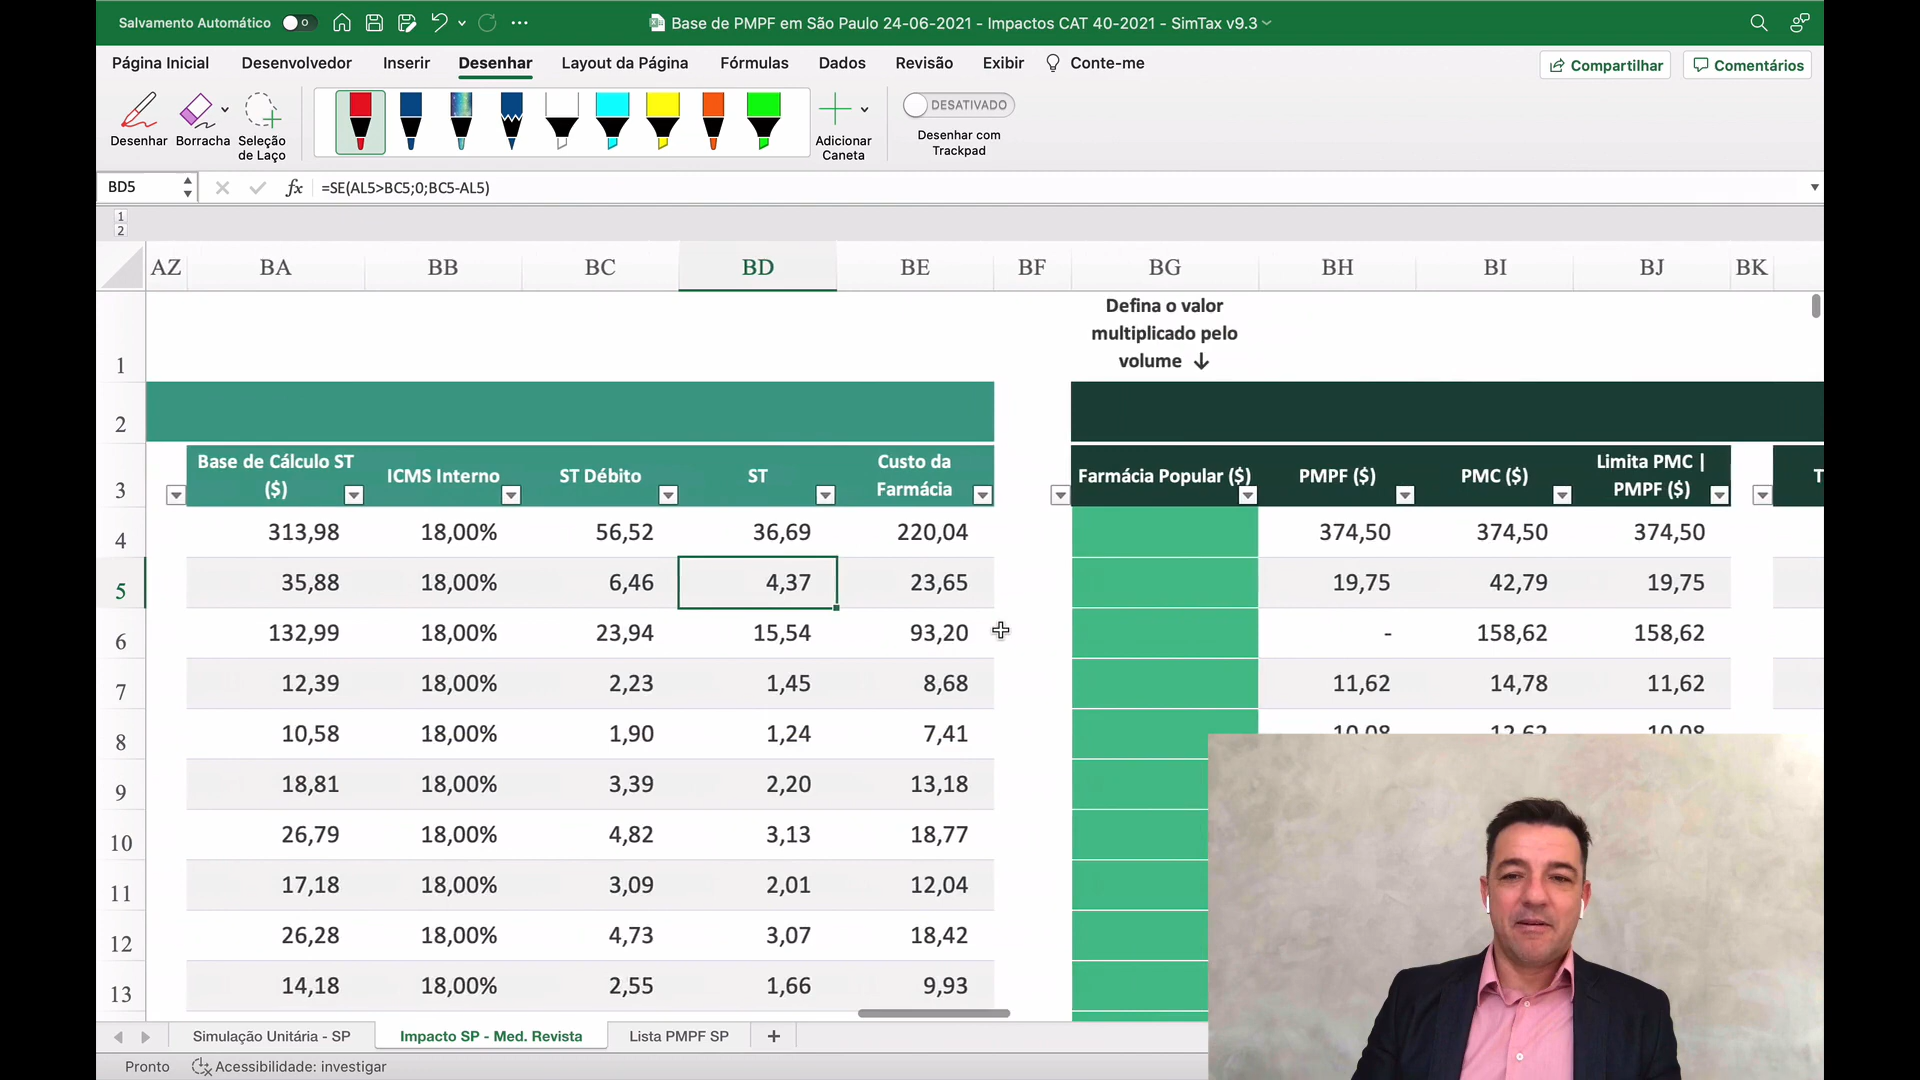 Salvamento Automático
Base de PMPF em São Paulo 24-06-2021 - Impactos CAT 40-2021 - SimTax v9.3
Página Inicial Desenvolvedor Inserir Desenhar Layout da Página Fórmulas Dados Revisão Exibir Conte-me Compartilhar Comentários
DESATIVADO
Desenhar Borracha Seleção de Laço Adicionar Caneta Desenhar com Trackpad
BD5 fx =SE(AL5>BC5;0;BC5-AL5)
1
2
AZ BA BB BC BD BE BF BG BH BI BJ BK
Defina o valor
multiplicado pelo
1 volume ↓
2
3 Base de Cálculo ST ($) ICMS Interno ST Débito ST Custo da Farmácia Farmácia Popular ($) PMPF ($) PMC ($) Limita PMC | PMPF ($) T
4 313,98 18,00% 56,52 36,69 220,04 374,50 374,50 374,50
5 35,88 18,00% 6,46 4,37 23,65 19,75 42,79 19,75
6 132,99 18,00% 23,94 15,54 93,20 - 158,62 158,62
7 12,39 18,00% 2,23 1,45 8,68 11,62 14,78 11,62
8 10,58 18,00% 1,90 1,24 7,41 10,08 12,62 10,08
9 18,81 18,00% 3,39 2,20 13,18
10 26,79 18,00% 4,82 3,13 18,77
11 17,18 18,00% 3,09 2,01 12,04
12 26,28 18,00% 4,73 3,07 18,42
13 14,18 18,00% 2,55 1,66 9,93
Simulação Unitária - SP Impacto SP - Med. Revista Lista PMPF SP +
Pronto Acessibilidade: investigar